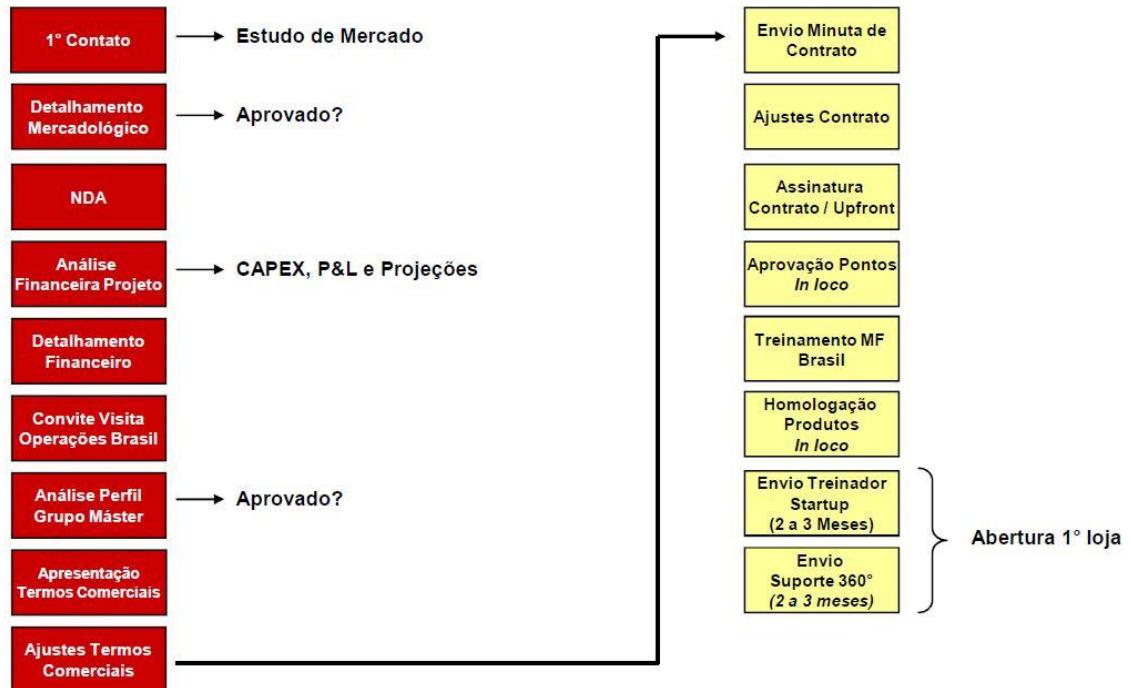 1° Contato
Estudo de Mercado
Detalhamento
Mercadológico
Aprovado?
NDA
Análise
Financeira Projeto
CAPEX, P&L e Projeções
Detalhamento
Financeiro
Convite Visita
Operações Brasil
Análise Perfil
Grupo Máster
Aprovado?
Apresentação
Termos Comerciais
Ajustes Termos
Comerciais
Envio Minuta de
Contrato
Ajustes Contrato
Assinatura
Contrato / Upfront
Aprovação Pontos
In loco
Treinamento MF
Brasil
Homologação
Produtos
In loco
Envio Treinador
Startup
(2 a 3 Meses)
Envio
Suporte 360°
(2 a 3 meses)
Abertura 1° loja